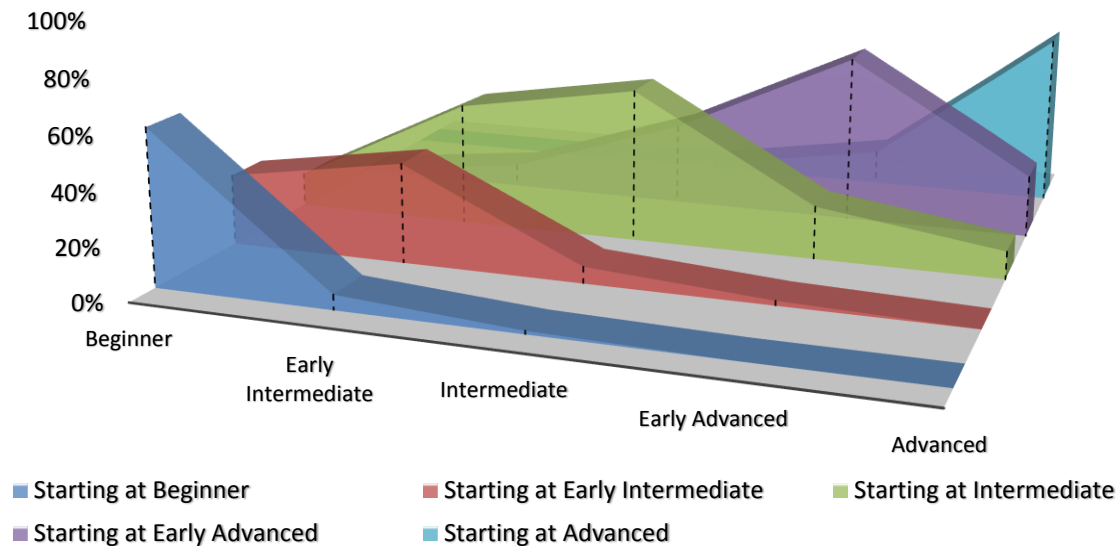 100%
80%
60%
40%
20%
0%
Beginner
Early
Intermediate
Intermediate
Early Advanced
Advanced
Starting at Beginner
Starting at Early Intermediate
Starting at Intermediate
Starting at Early Advanced
Starting at Advanced